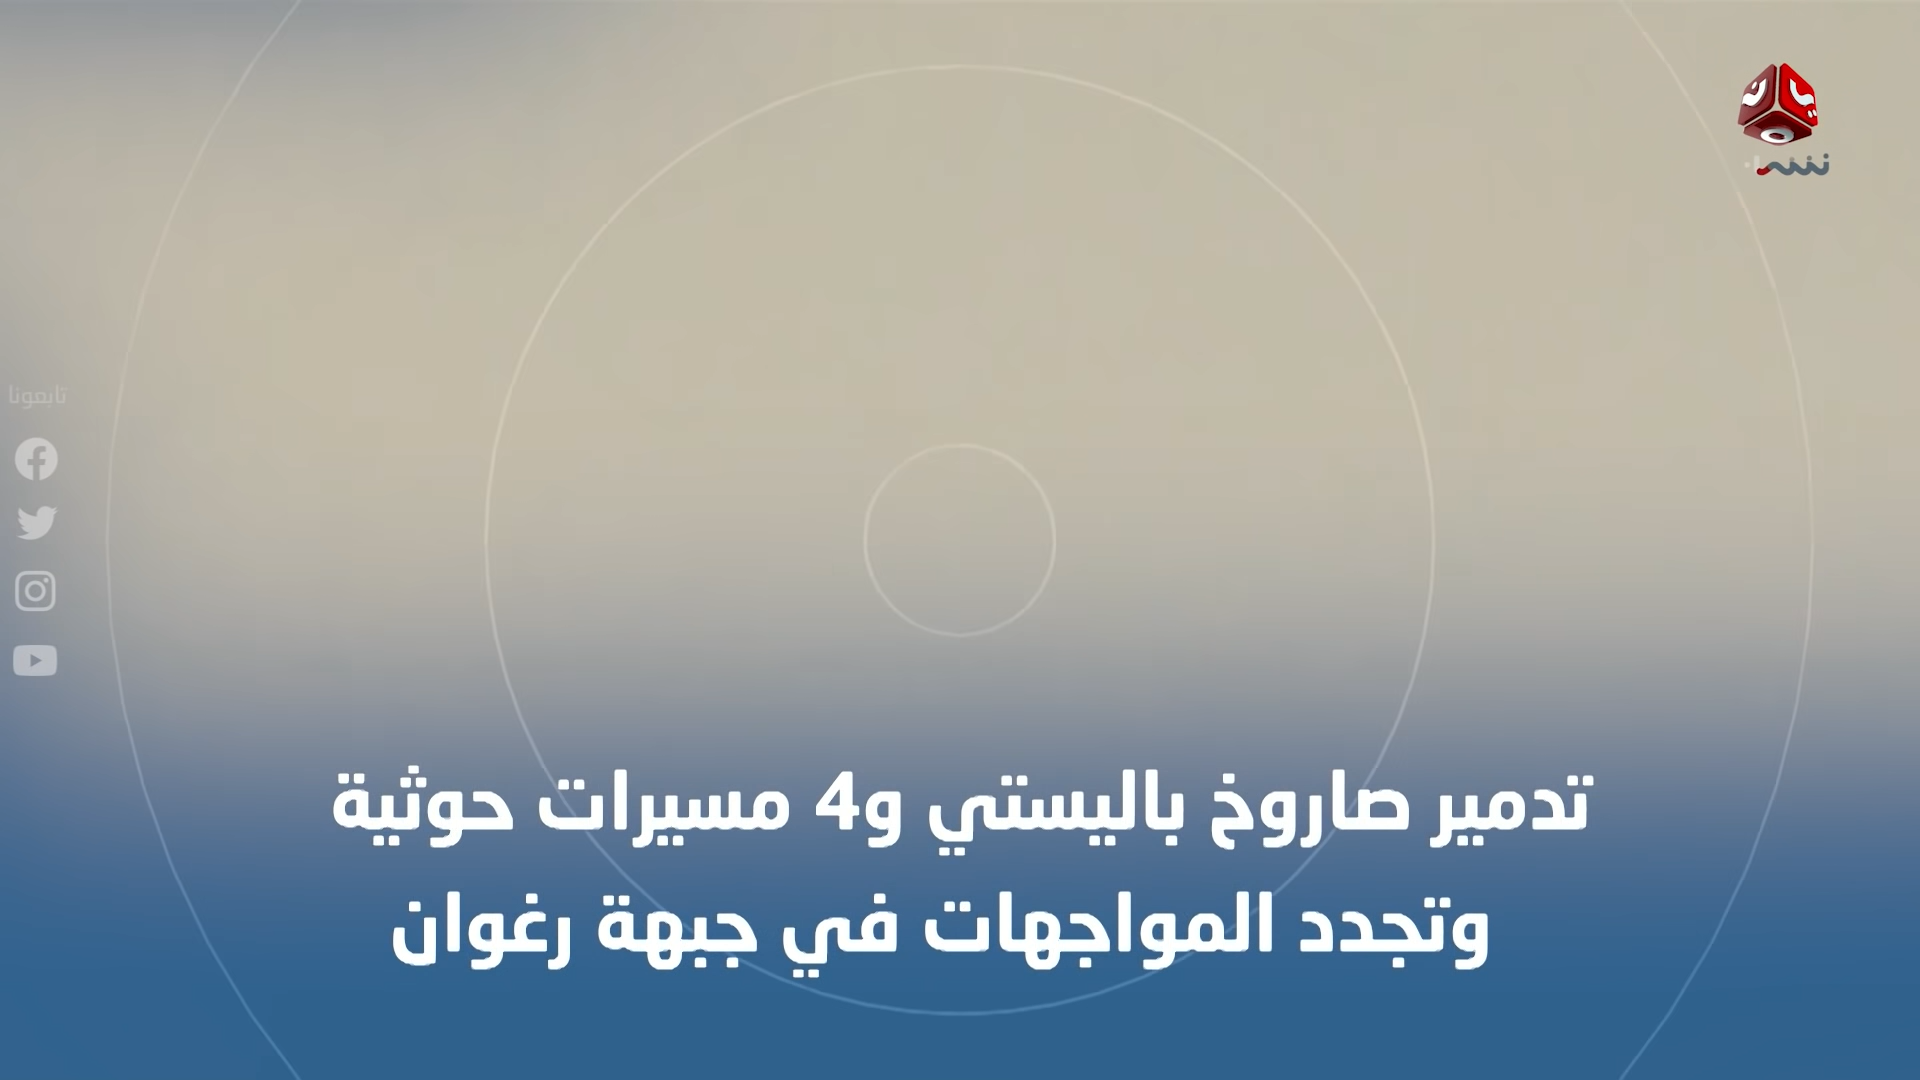 تابعونا
تدمير صاروخ باليستي و4 مسيرات حوثية
وتجدد المواجهات في جبهة رغوان